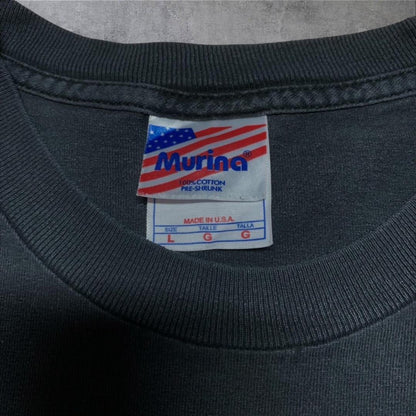 Murina®
100% COTTON
PRE-SHRUNK
MADE IN U.S.A.
SIZE TAILLE TALLA
L G G